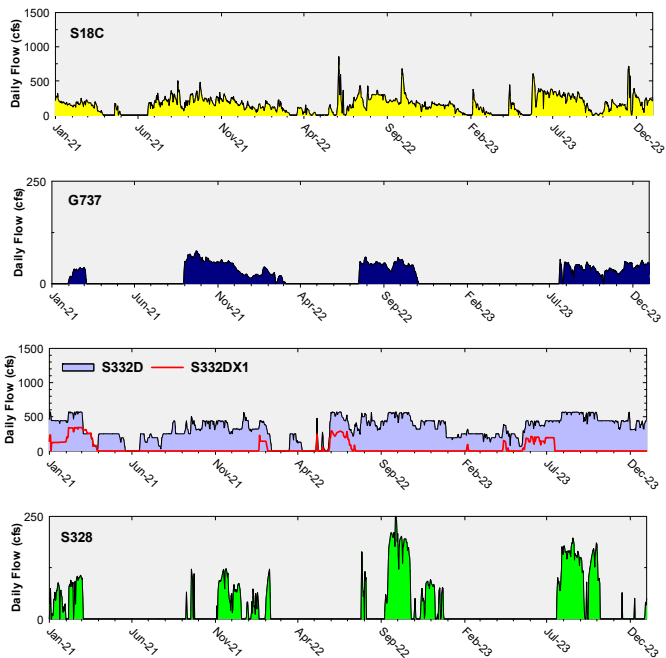 1500
S18C
1000
500
0
Daily Flow (cfs)
Jan-21
Jun-21
Nov-21
Apr-22
Sep-22
Feb-23
Jul-23
Dec-23
250
G737
0
Daily Flow (cfs)
Jan-21
Jun-21
Nov-21
Apr-22
Sep-22
Feb-23
Jul-23
Dec-23
1500
S332D S332DX1
1000
500
0
Daily Flow (cfs)
Jan-21
Jun-21
Nov-21
Apr-22
Sep-22
Feb-23
Jul-23
Dec-23
250
S328
0
Daily Flow (cfs)
Jan-21
Jun-21
Nov-21
Apr-22
Sep-22
Feb-23
Jul-23
Dec-23